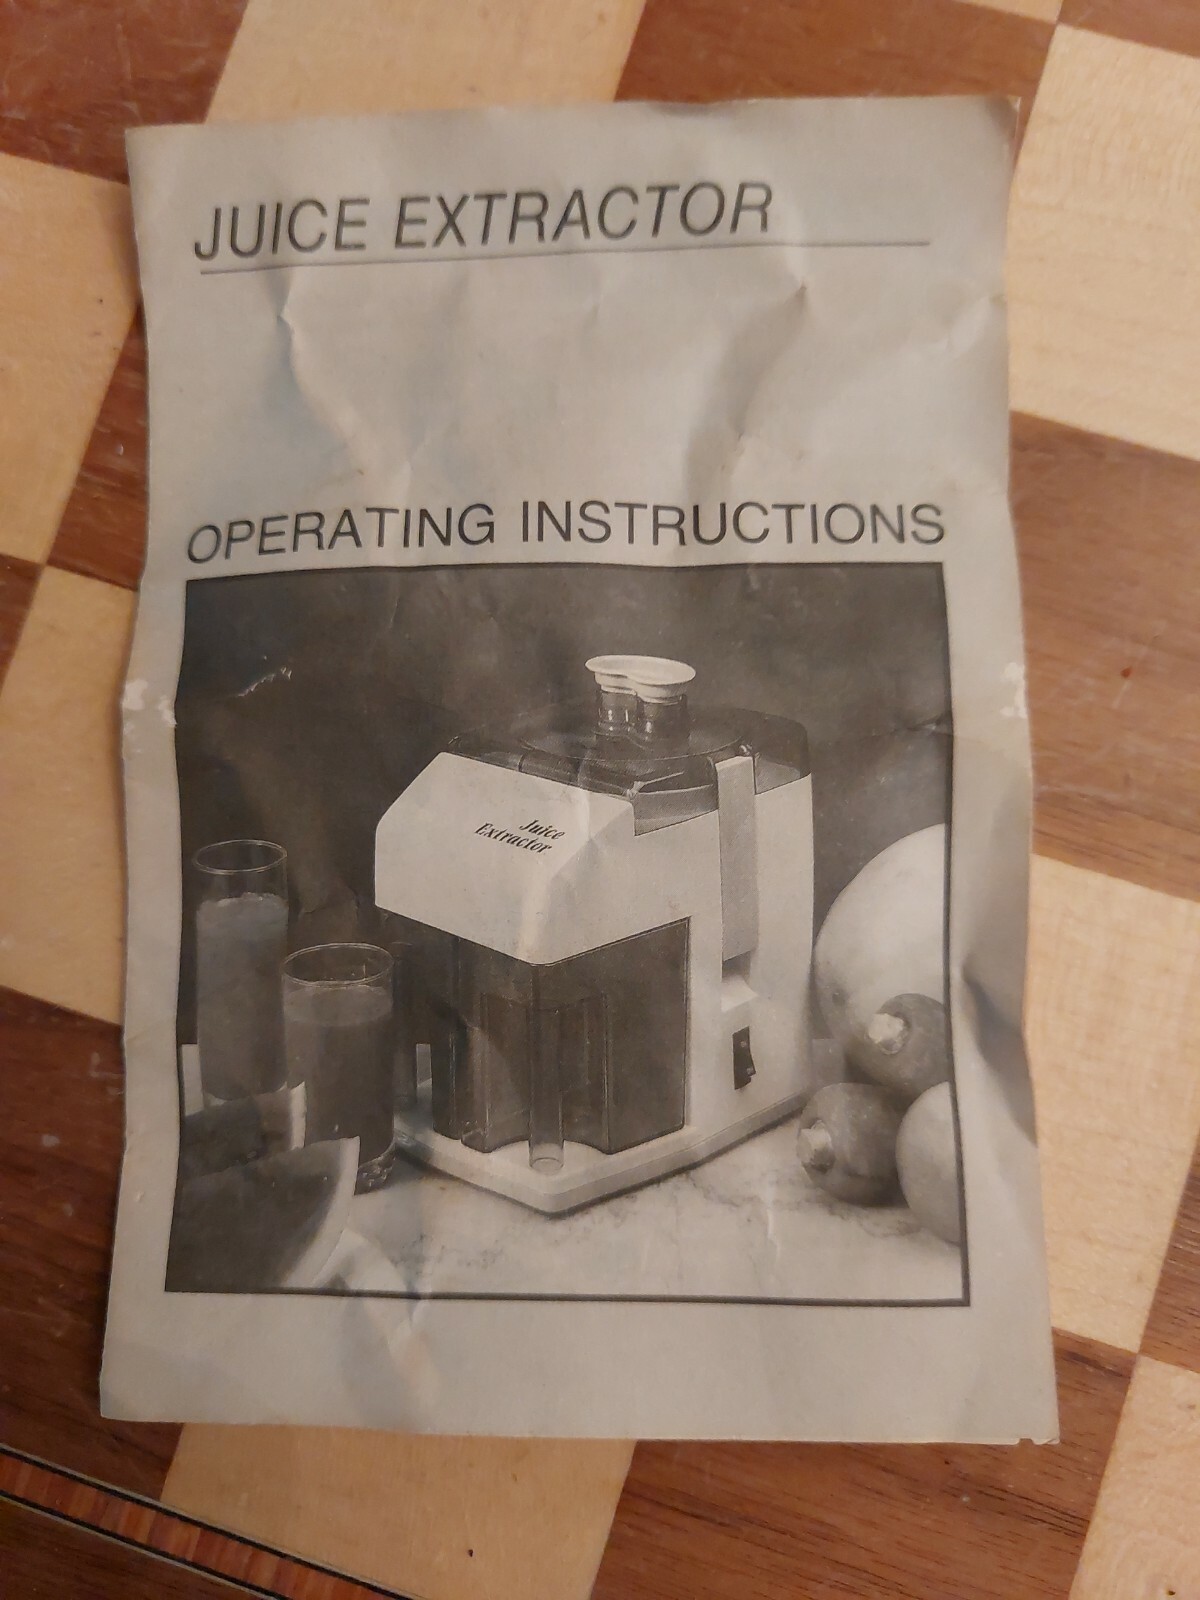 JUICE EXTRACTOR
OPERATING INSTRUCTIONS
Juice
Extractor